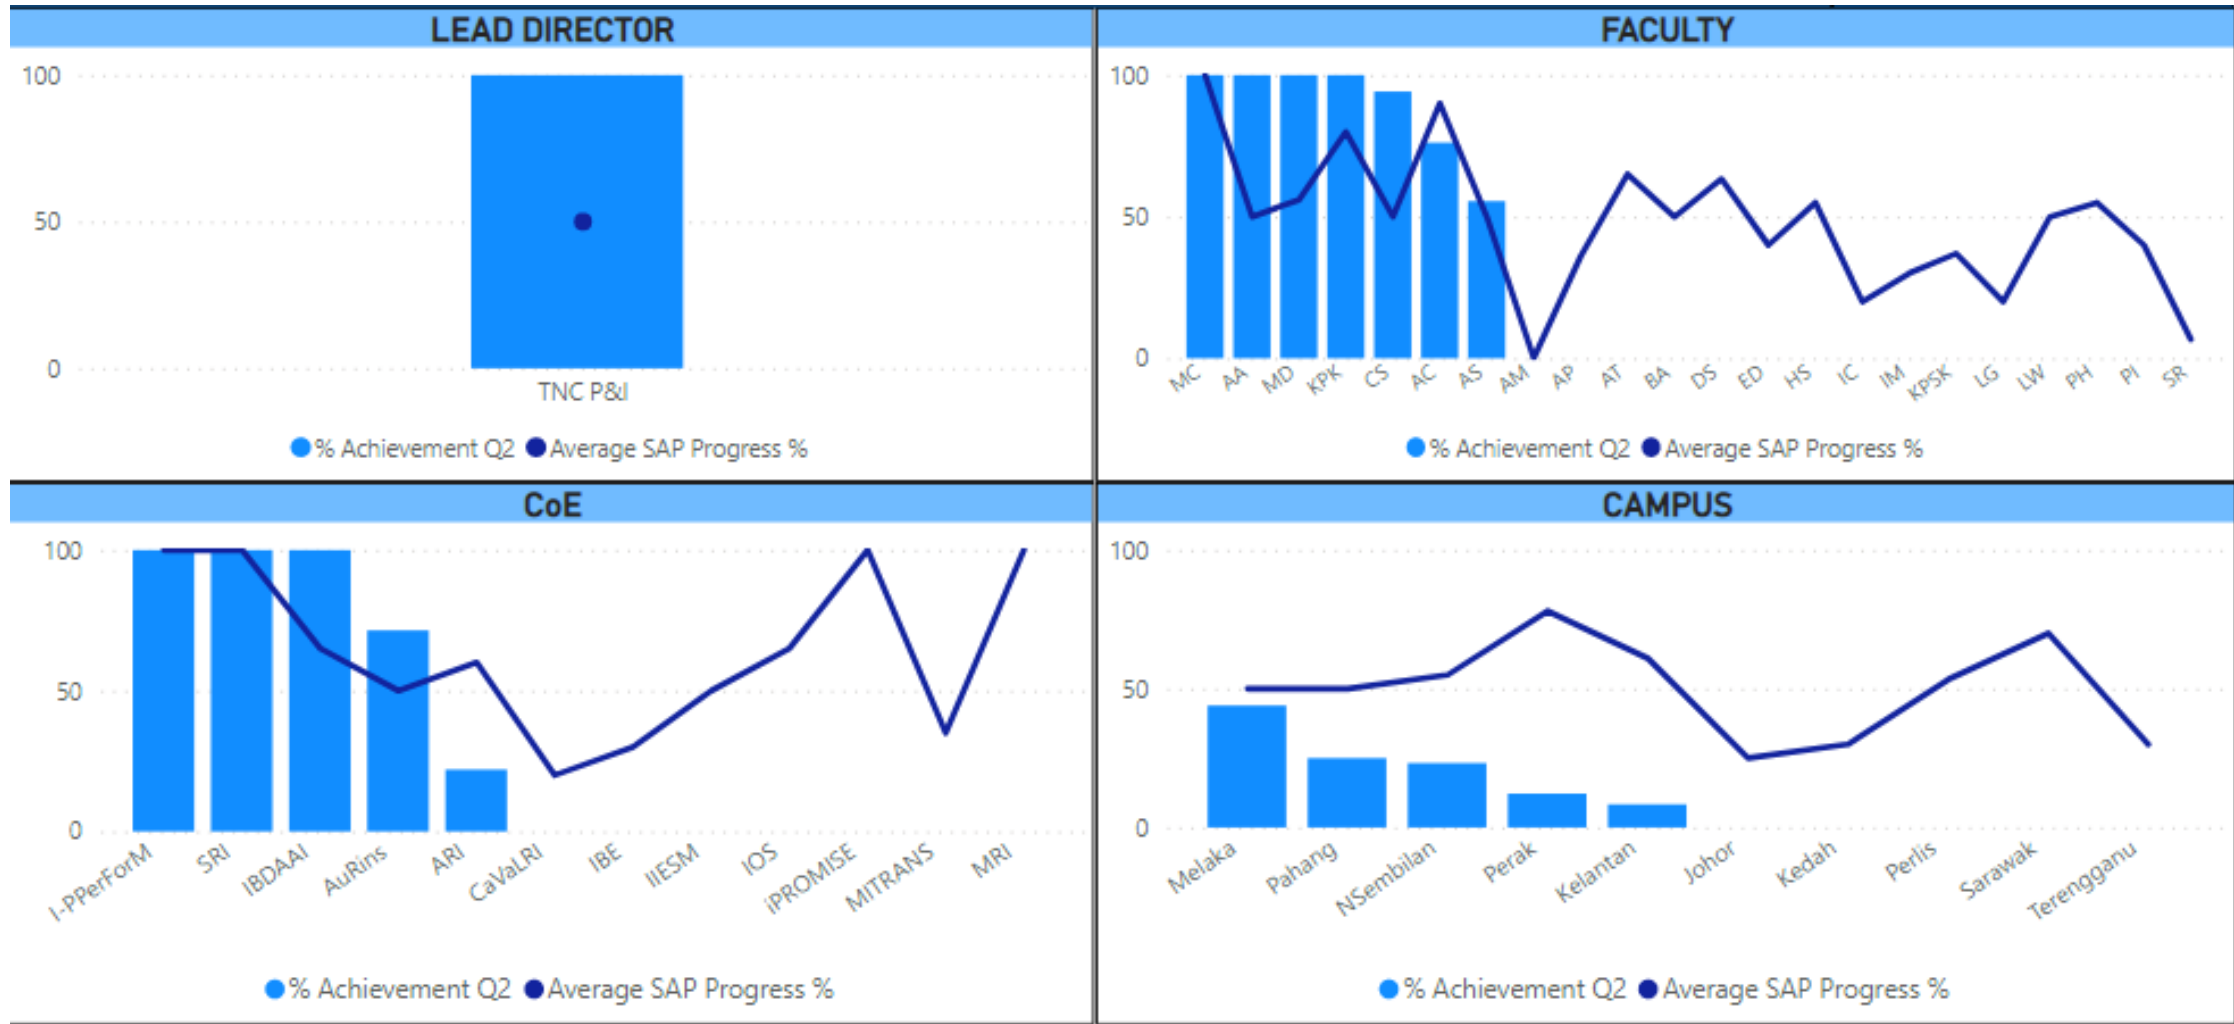 LEAD DIRECTOR
100
50
0
TNC P&I
% Achievement Q2 Average SAP Progress %
FACULTY
100
50
0
MC AA MD KPK CS AC AS AM AP AT BA DS ED HS IC IM KPSK LG LW PH PI SR
% Achievement Q2 Average SAP Progress %
CoE
100
50
0
I-PPerForM SRI IBDAAI AuRins ARI CaVaLRI IBE IIESM IOS iPROMISE MITRANS MRI
% Achievement Q2 Average SAP Progress %
CAMPUS
100
50
0
Melaka Pahang NSembilan Perak Kelantan Johor Kedah Perlis Sarawak Terengganu
% Achievement Q2 Average SAP Progress %